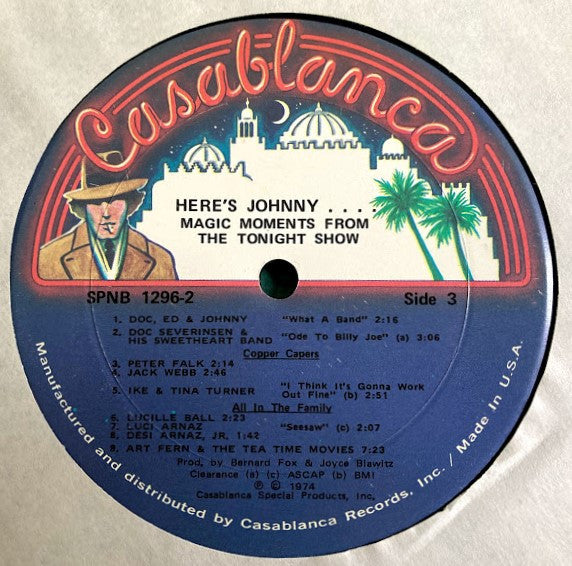 Casablanca
HERE'S JOHNNY . . . .
MAGIC MOMENTS FROM
THE TONIGHT SHOW
SPNB 1296-2 Side 3
1. DOC, ED & JOHNNY "What A Band" 2:16
2. DOC SEVERINSEN &
HIS SWEETHEART BAND "Ode To Billy Joe" (a) 3:06
Copper Capers
3. PETER FALK 2:14
4. JACK WEBB 2:46
5. IKE & TINA TURNER "I Think It's Gonna Work
Out Fine" (b) 2:51
All In The Family
6. LUCILLE BALL 2:23
7. LUCI ARNAZ "Seesaw" (c) 2:07
8. DESI ARNAZ, JR. 1:42
8. ART FERN & THE TEA TIME MOVIES 7:23
Prod. by Bernard Fox & Joyce Biawitz
Clearance (a) (c) ASCAP (b) BMI
℗ © 1974
Casablanca Special Products, Inc.
Manufactured and distributed by Casablanca Records, Inc. / Made In U.S.A.